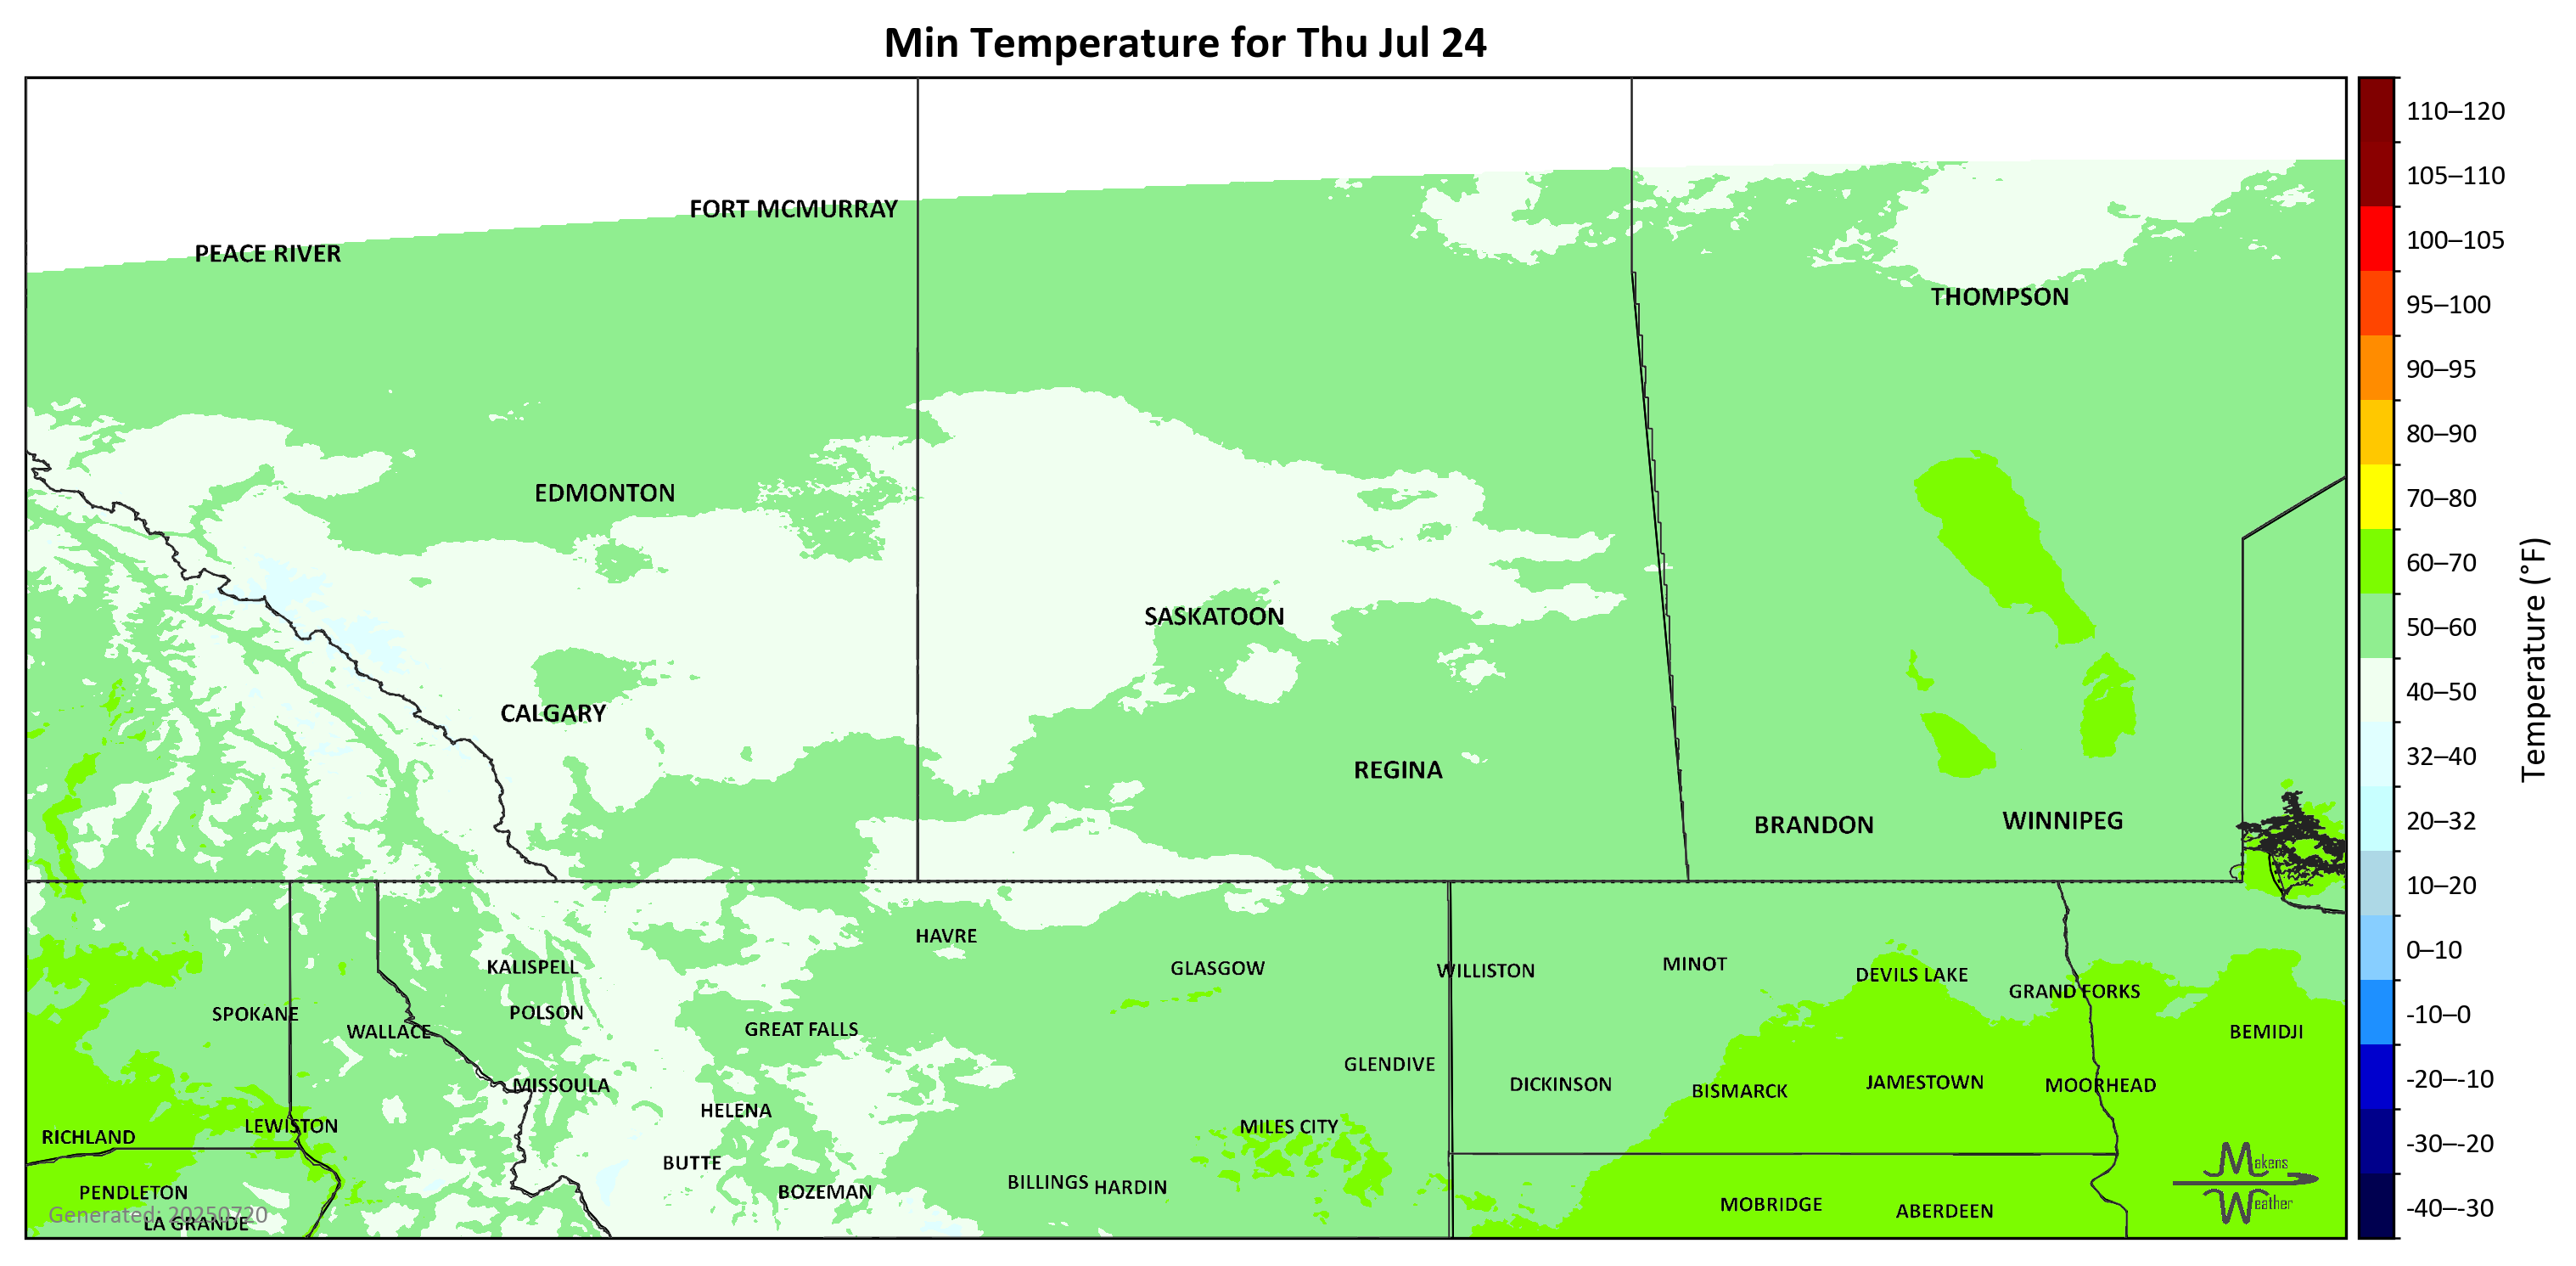 Min Temperature for Thu Jul 24
FORT MCMURRAY
PEACE RIVER
THOMPSON
EDMONTON
SASKATOON
CALGARY
REGINA
BRANDON
WINNIPEG
HAVRE
KALISPELL
GLASGOW
WILLISTON
MINOT
DEVILS LAKE
GRAND FORKS
SPOKANE
POLSON
WALLACE
GREAT FALLS
BEMIDJI
GLENDIVE
MISSOULA
DICKINSON
BISMARCK
JAMESTOWN
MOORHEAD
HELENA
LEWISTON
RICHLAND
MILES CITY
BUTTE
BILLINGS
HARDIN
PENDLETON
BOZEMAN
MOBRIDGE
ABERDEEN
Generated: 20250720
LA GRANDE
Makens
Weather
110–120
105–110
100–105
95–100
90–95
80–90
70–80
60–70
50–60
40–50
32–40
20–32
10–20
0–10
-10–0
-20–-10
-30–-20
-40–-30
Temperature (°F)